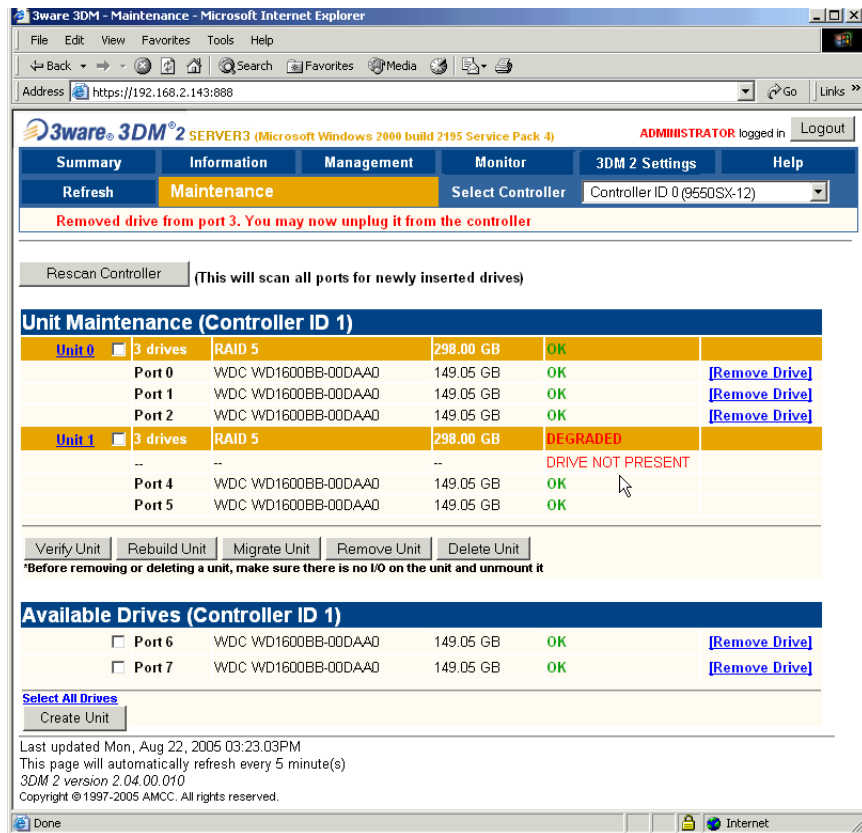 3ware 3DM - Maintenance - Microsoft Internet Explorer
File Edit View Favorites Tools Help
Back Search Favorites Media
Address https://192.168.2.143:888 Go Links »
3ware® 3DM®2 SERVER3 (Microsoft Windows 2000 build 2195 Service Pack 4) ADMINISTRATOR logged in Logout
Summary Information Management Monitor 3DM 2 Settings Help
Refresh Maintenance Select Controller Controller ID 0 (9550SX-12)
Removed drive from port 3. You may now unplug it from the controller
Rescan Controller (This will scan all ports for newly inserted drives)
Unit Maintenance (Controller ID 1)
Unit 0 3 drives RAID 5 298.00 GB OK
Port 0 WDC WD1600BB-00DAA0 149.05 GB OK [Remove Drive]
Port 1 WDC WD1600BB-00DAA0 149.05 GB OK [Remove Drive]
Port 2 WDC WD1600BB-00DAA0 149.05 GB OK [Remove Drive]
Unit 1 3 drives RAID 5 298.00 GB DEGRADED
-- -- -- DRIVE NOT PRESENT
Port 4 WDC WD1600BB-00DAA0 149.05 GB OK
Port 5 WDC WD1600BB-00DAA0 149.05 GB OK
Verify Unit Rebuild Unit Migrate Unit Remove Unit Delete Unit
*Before removing or deleting a unit, make sure there is no I/O on the unit and unmount it
Available Drives (Controller ID 1)
Port 6 WDC WD1600BB-00DAA0 149.05 GB OK [Remove Drive]
Port 7 WDC WD1600BB-00DAA0 149.05 GB OK [Remove Drive]
Select All Drives
Create Unit
Last updated Mon, Aug 22, 2005 03:23.03PM
This page will automatically refresh every 5 minute(s)
3DM 2 version 2.04.00.010
Copyright © 1997-2005 AMCC. All rights reserved.
Done Internet